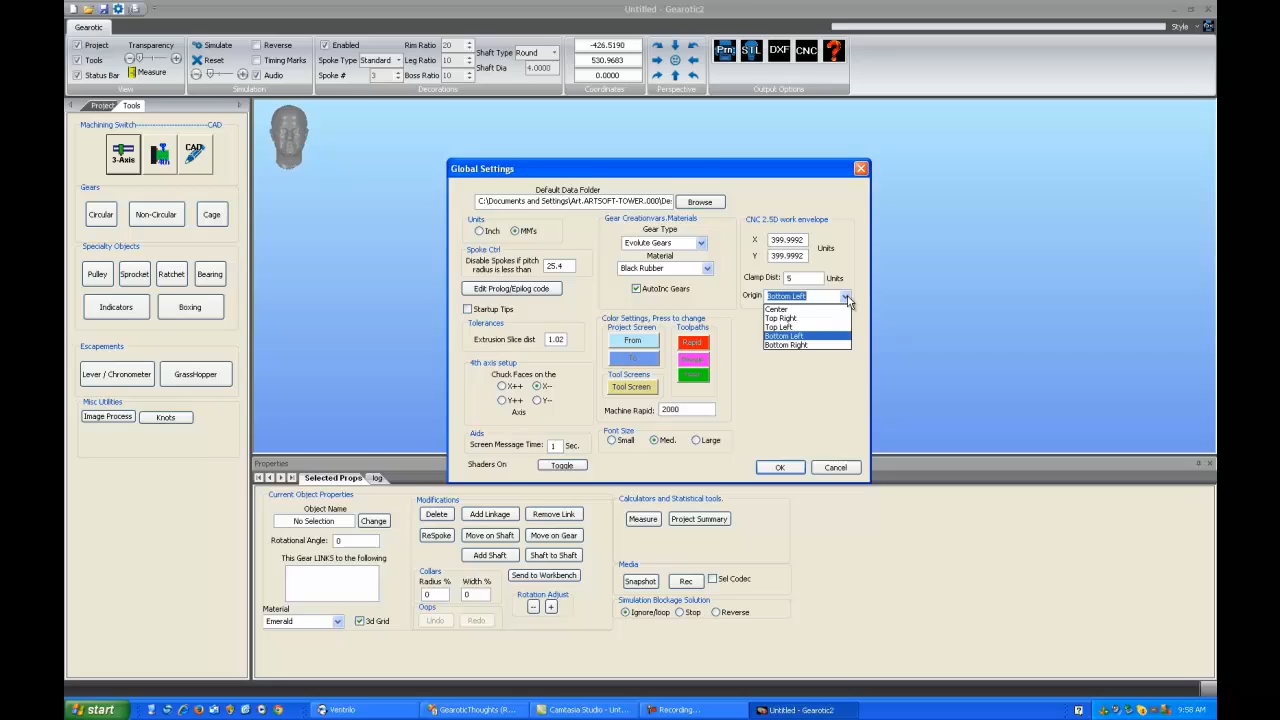 Untitled - Gearotic2
Gearotic
Style
Project
Transparency
Simulate
Reverse
Enabled
Rim Ratio
20
Shaft Type
Round
-426.5190
Prn
STL
DXF
CNC
?
Tools
Reset
Timing Marks
Spoke Type
Standard
Leg Ratio
10
Shaft Dia
4.0000
530.9683
Status Bar
Measure
Audio
Spoke #
3
Boss Ratio
10
0.0000
View
Simulation
Decorations
Coordinates
Perspective
Output Options
Project
Tools
Machining Switch
CAD
3-Axis
CAD
Gears
Circular
Non-Circular
Cage
Specialty Objects
Pulley
Sprocket
Ratchet
Bearing
Indicators
Boxing
Escapements
Lever / Chronometer
GrassHopper
Misc Utilities
Image Process
Knots
Global Settings
Default Data Folder
C:\Documents and Settings\Art.ARTSOFT-TOWER.000\De:
Browse
Units
Inch
MM's
Spoke Ctrl
Disable Spokes if pitch
radius is less than
25.4
Edit Prolog/Epilog code
Startup Tips
Tolerances
Extrusion Slice dist
1.02
4th axis setup
Chuck Faces on the
X++
X--
Y++
Y--
Axis
Aids
Screen Message Time:
1
Sec.
Shaders On
Toggle
Gear Creationvars.Materials
Gear Type
Evolute Gears
Material
Black Rubber
AutoInc Gears
Color Settings, Press to change
Project Screen
Toolpaths
From
Rapid
To
Tool Screens
Tool Screen
Machine Rapid:
2000
Font Size
Small
Med.
Large
CNC 2.5D work envelope
X
399.9992
Units
Y
399.9992
Clamp Dist:
5
Units
Origin
Bottom Left
Center
Top Right
Top Left
Bottom Left
Bottom Right
OK
Cancel
Properties
Selected Props
log
Current Object Properties
Object Name
No Selection
Change
Rotational Angle:
0
This Gear LINKS to the following
Material
Emerald
3d Grid
Modifications
Delete
Add Linkage
Remove Link
ReSpoke
Move on Shaft
Move on Gear
Add Shaft
Shaft to Shaft
Collars
Radius %
Width %
0
0
Send to Workbench
Rotation Adjust
--
+
Oops
Undo
Redo
Calculators and Statistical tools.
Measure
Project Summary
Media
Snapshot
Rec
Sel Codec
Simulation Blockage Solution
Ignore/loop
Stop
Reverse
start
Ventrilo
GearoticThoughts (R...
Camtasia Studio - Unt...
Recording...
Untitled - Gearotic2
9:58 AM